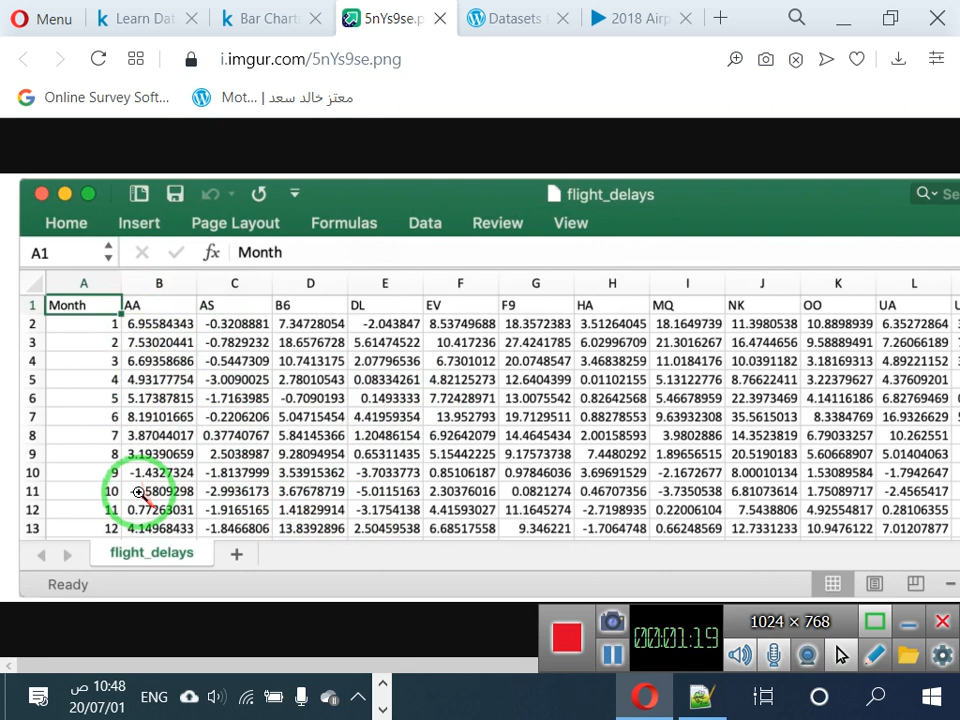 Menu Learn Dat Bar Chart 5nYs9se.p Datasets 2018 Airp
i.imgur.com/5nYs9se.png
Online Survey Soft... Mot... | معتز خالد سعد
flight_delays Se
Home Insert Page Layout Formulas Data Review View
A1 fx Month
A B C D E F G H I J K L
1 Month AA AS B6 DL EV F9 HA MQ NK OO UA U
2 1 6.95584343 -0.3208881 7.34728054 -2.043847 8.53749688 18.3572383 3.51264045 18.1649739 11.3980538 10.8898939 6.35272864
3 2 7.53020441 -0.7829232 18.6576728 5.61474522 10.417236 27.4241785 6.02996709 21.3016267 16.4744656 9.58889491 7.26066189
4 3 6.69358686 -0.5447309 10.7413175 2.07796536 6.7301012 20.0748547 3.46838259 11.0184176 10.0391182 3.18169313 4.89221152
5 4 4.93177754 -3.0090025 2.78010543 0.08334261 4.82125273 12.6404399 0.01102155 5.13122776 8.76622411 3.22379627 4.37609201
6 5 5.17387815 -1.7163985 -0.7090193 0.1493333 7.72428971 13.0075542 0.82642568 5.46678959 22.3973469 4.14114186 6.82769469
7 6 8.19101665 -0.2206206 5.04715454 4.41959354 13.952793 19.7129511 0.88278553 9.63932308 35.5615013 8.3384769 16.9326629
8 7 3.87044017 0.37740767 5.84145366 1.20486154 6.92642079 14.4645434 2.00158593 3.9802886 14.3523819 6.79033257 10.262551
9 8 3.19390659 2.5038987 9.28094954 0.65311435 5.15442225 9.17573738 7.4480292 1.89656515 20.5190183 5.60668907 5.01404063
10 9 -1.4327324 -1.8137999 3.53915362 -3.7033773 0.85106187 0.97846036 3.69691529 -2.1672677 8.00010134 1.53089584 -1.7942647
11 10 -2.9936173 3.67678719 -5.0115163 2.30376016 0.0821274 0.46707356 -3.7350538 6.81073614 1.75089717 -2.4565417
12 11 0.77263031 -1.9165165 1.41829914 -3.1754138 4.41593027 11.1645274 -2.7198935 0.22006104 7.5438806 4.92554817 0.28106355
13 12 4.14968433 -1.8466806 13.8392896 2.50459538 6.68517558 9.346221 -1.7064748 0.66248569 12.7331233 10.9476122 7.01207877
flight_delays +
Ready
00:01:19 1024 × 768
10:48 ص ENG
20/07/01